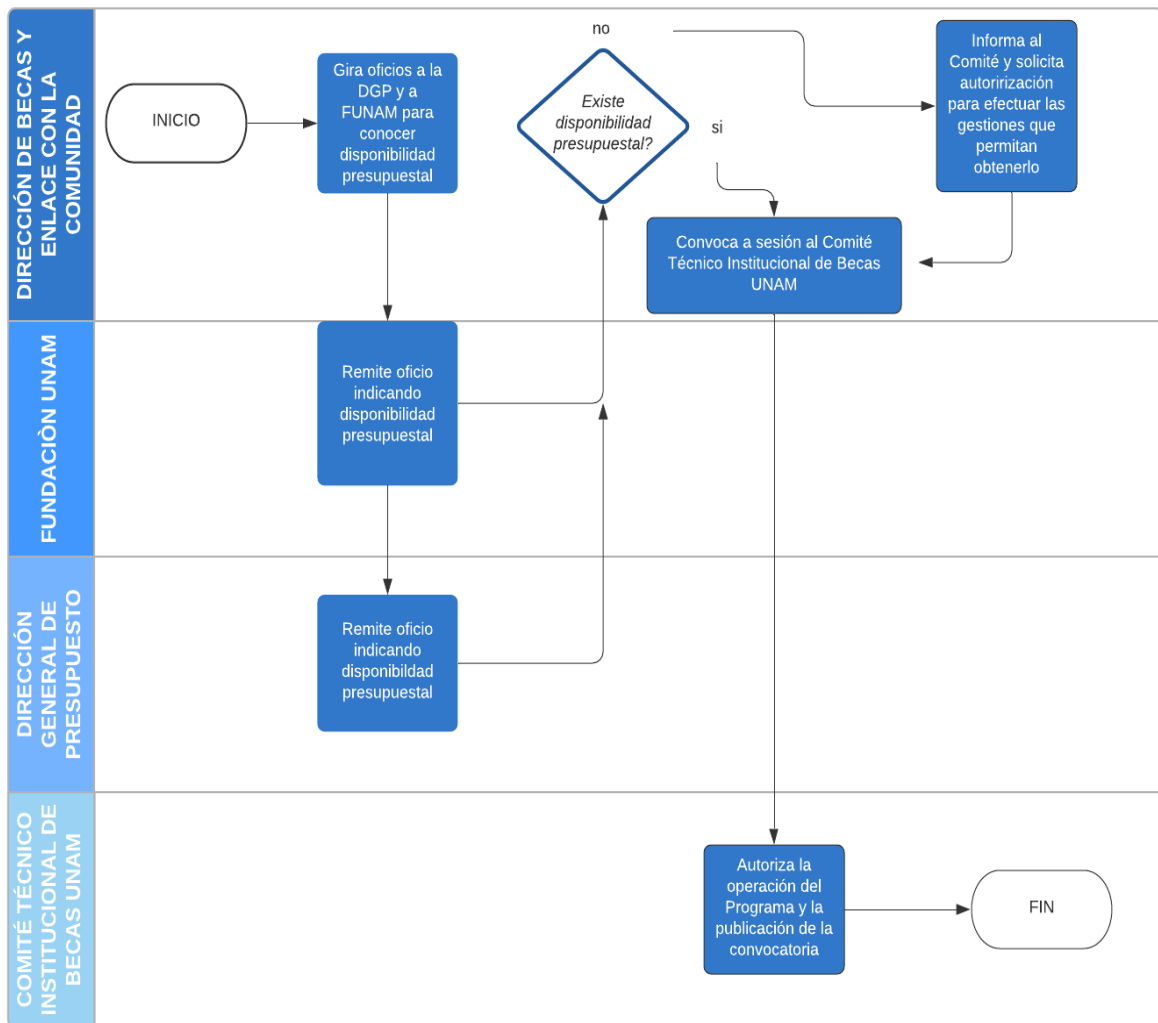 DIRECCIÓN DE BECAS Y
ENLACE CON LA
COMUNIDAD
INICIO
Gira oficios a la
DGP y a
FUNAM para
conocer
disponibilidad
presupuestal
no
Existe
disponibilidad
presupuestal?
si
Informa al
Comité y solicita
autorirización
para efectuar las
gestiones que
permitan
obtenerlo
Convoca a sesión al Comité
Técnico Institucional de Becas
UNAM
FUNDACIÒN UNAM
Remite oficio
indicando
disponibilidad
presupuestal
DIRECCIÓN
GENERAL DE
PRESUPUESTO
Remite oficio
indicando
disponibildad
presupuestal
COMITÉ TÉCNICO
INSTITUCIONAL DE
BECAS UNAM
Autoriza la
operación del
Programa y la
publicación de la
convocatoria
FIN